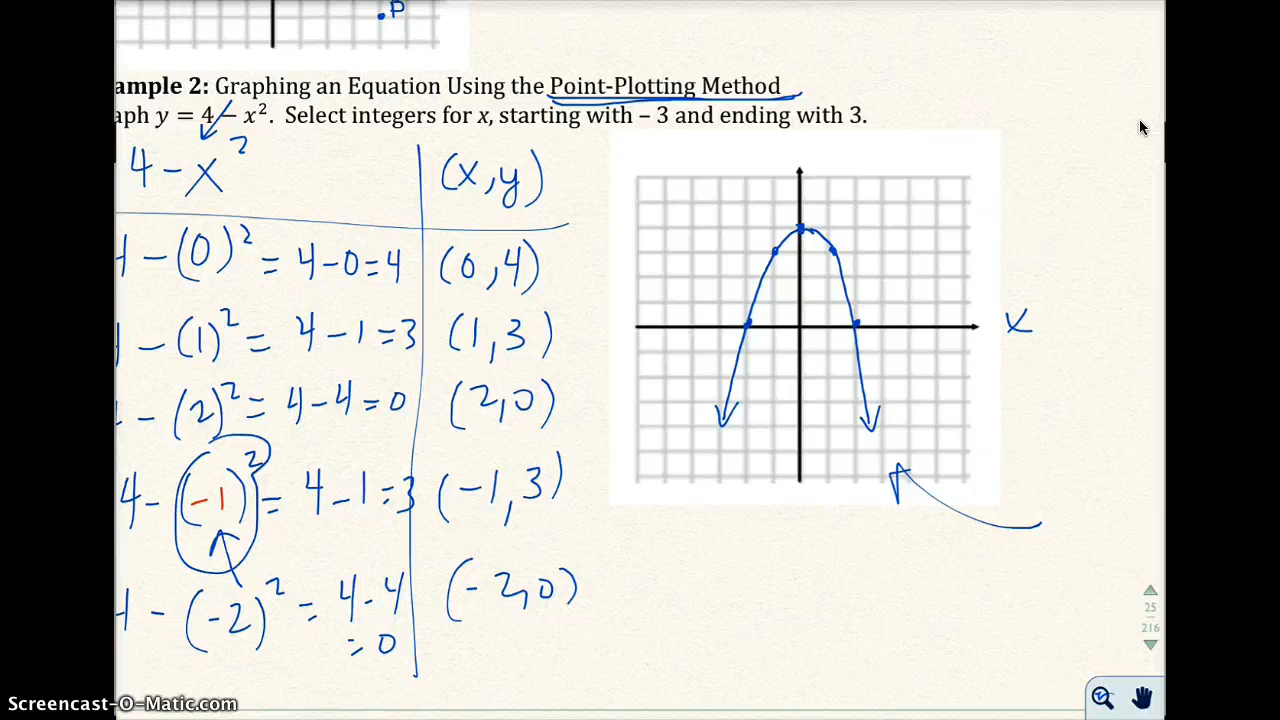 P
ample 2: Graphing an Equation Using the Point-Plotting Method
aph y = 4 – x². Select integers for x, starting with – 3 and ending with 3.
4 - x² (x,y)
4 - (0)² = 4-0=4 (0,4)
- (1)² = 4-1=3 (1,3)
x
- (2)² = 4-4=0 (2,0)
4 - (-1)² = 4-1=3 (-1,3)
4 - (-2)² = 4-4 (-2,0)
= 0
25
216
Screencast-O-Matic.com